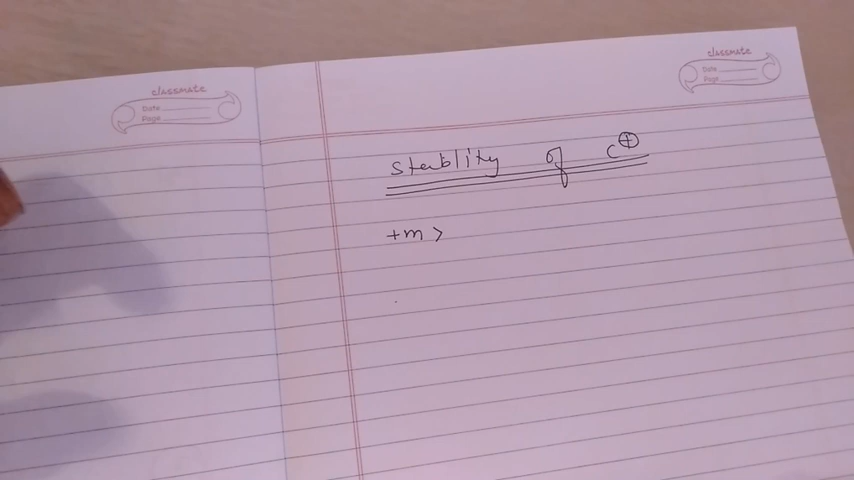 classmate
Date
Page
classmate
Date
Page
Stablity of C⊕
+m >